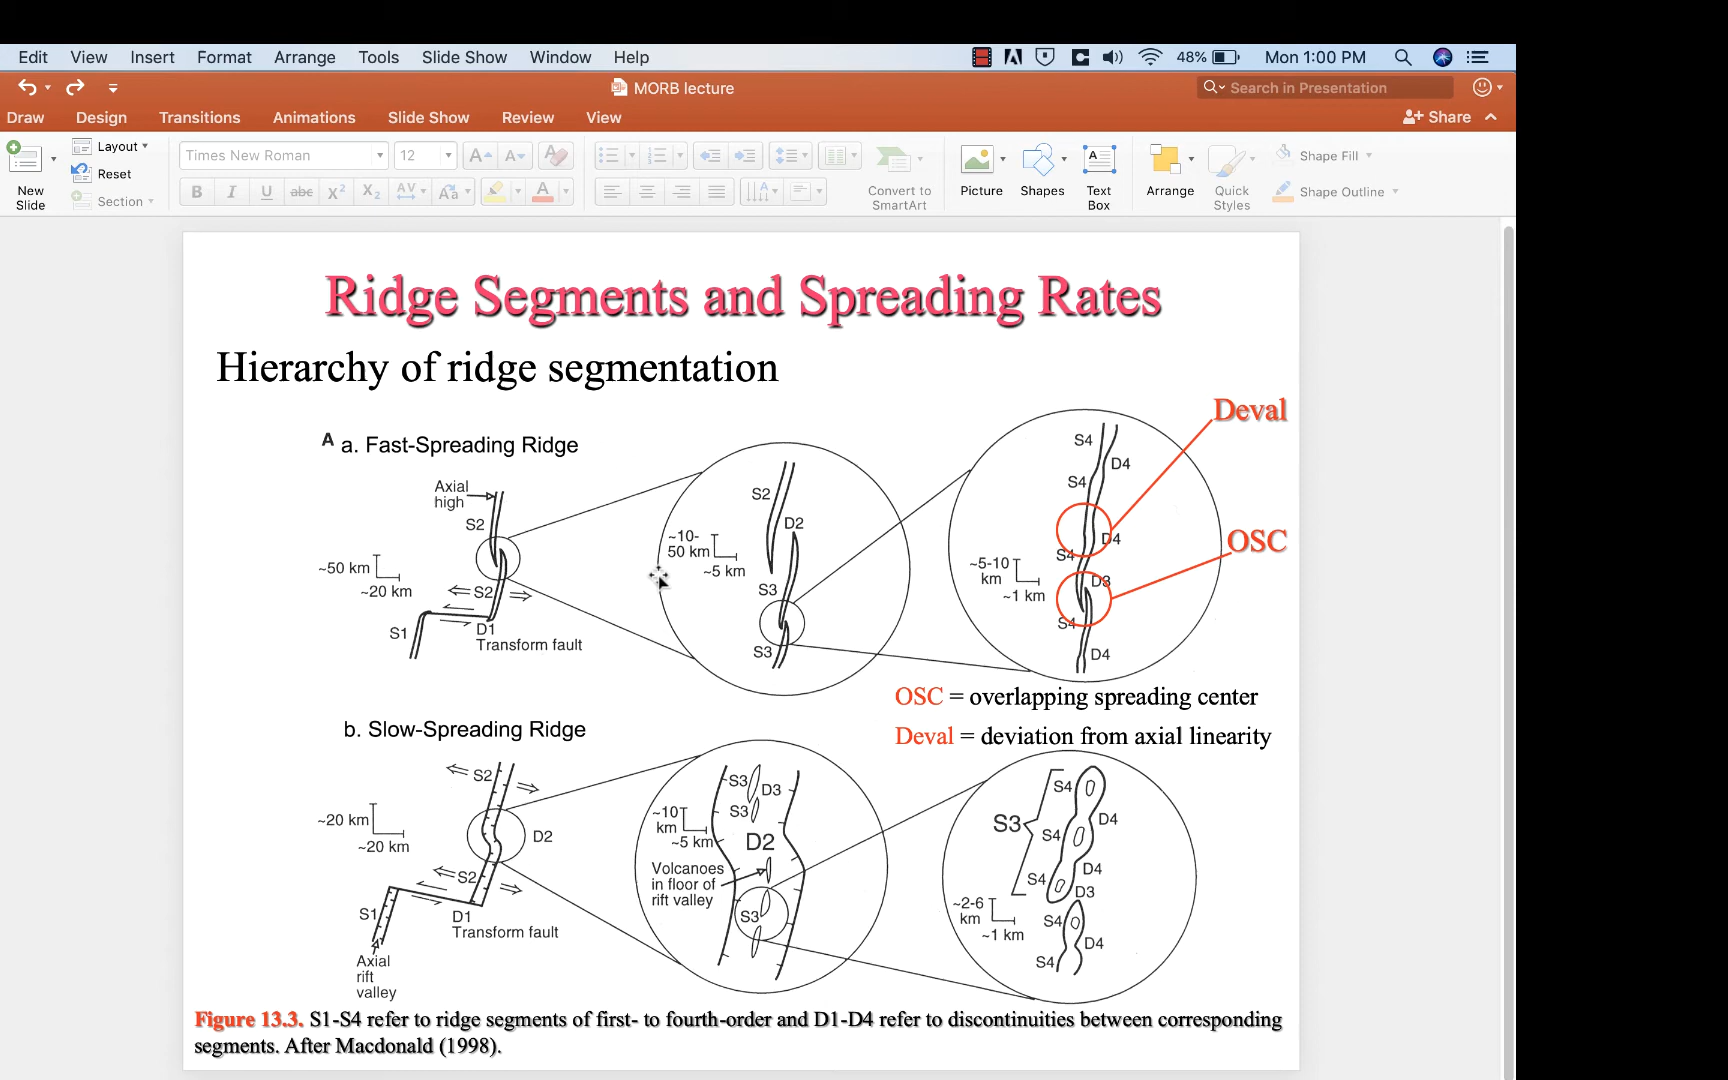 Edit View Insert Format Arrange Tools Slide Show Window Help 48% Mon 1:00 PM
MORB lecture
Search in Presentation
Draw Design Transitions Animations Slide Show Review View Share
New Slide
Layout
Reset
Section
Times New Roman 12
B I U abc X² X₂ AV Aa A
Convert to SmartArt
Picture Shapes Text Box Arrange Quick Styles
Shape Fill
Shape Outline
Ridge Segments and Spreading Rates
Hierarchy of ridge segmentation
A a. Fast-Spreading Ridge
Axial
high
S2
~50 km
~20 km
S2
S1
D1
Transform fault
S2
D2
~10-
50 km
~5 km
S3
S3
Deval
S4
D4
S4
D4
OSC
S4
~5-10
km
~1 km
D3
S4
D4
OSC = overlapping spreading center
Deval = deviation from axial linearity
b. Slow-Spreading Ridge
S2
~20 km
~20 km
D2
S2
S1
D1
Transform fault
Axial
rift
valley
S3
D3
S3
~10
km
~5 km
D2
Volcanoes
in floor of
rift valley
S3
S4
S3
D4
S4
D4
S4
D3
~2-6
km
~1 km
S4
D4
S4
Figure 13.3. S1-S4 refer to ridge segments of first- to fourth-order and D1-D4 refer to discontinuities between corresponding
segments. After Macdonald (1998).